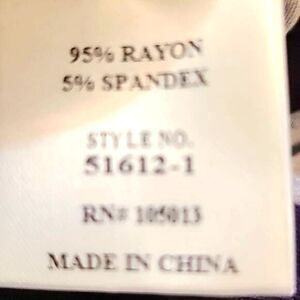 95% RAYON
5% SPANDEX
STYLE NO.
51612-1
RN# 105013
MADE IN CHINA